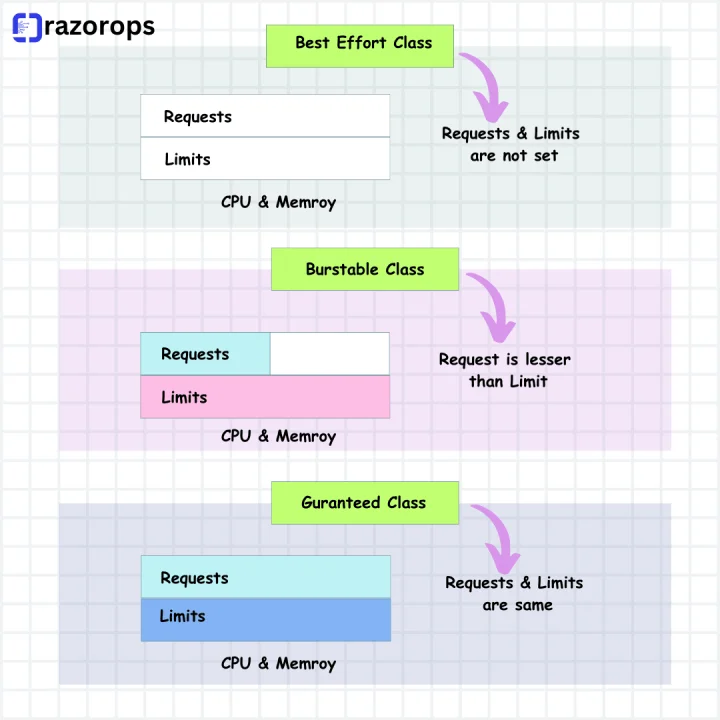 razorops
Best Effort Class
Requests
Limits
CPU & Memroy
Requests & Limits
are not set
Burstable Class
Requests
Limits
CPU & Memroy
Request is lesser
than Limit
Guranteed Class
Requests
Limits
CPU & Memroy
Requests & Limits
are same